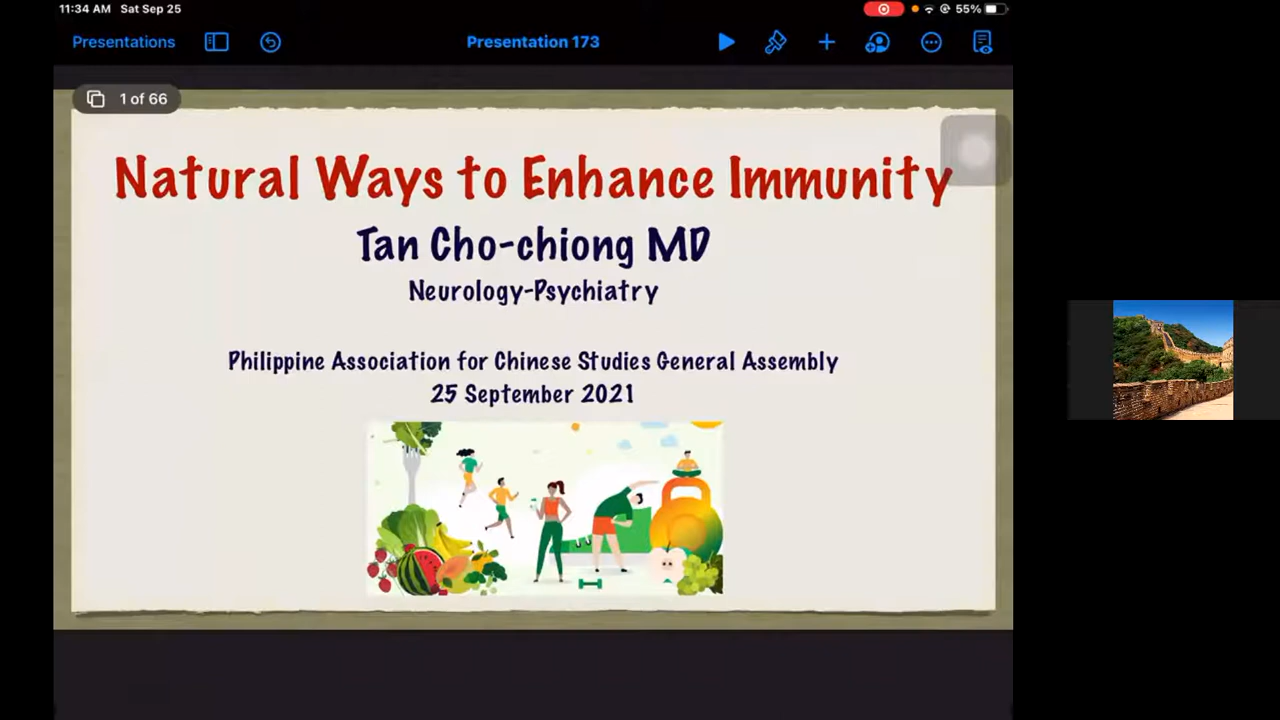 11:34 AM Sat Sep 25
55%
Presentations
Presentation 173
1 of 66
Natural Ways to Enhance Immunity
Tan Cho-chiong MD
Neurology-Psychiatry
Philippine Association for Chinese Studies General Assembly
25 September 2021